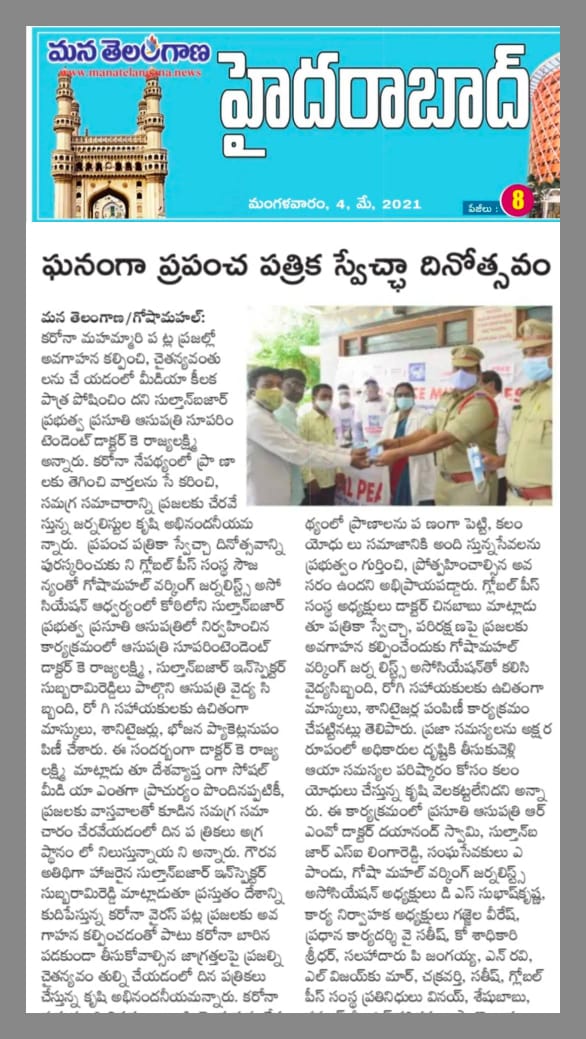 మన తెలంగాణ
www.manatelangana.news
హైదరాబాద్
మంగళవారం, 4, మే, 2021
పేజీలు : 8
ఘనంగా ప్రపంచ పత్రిక స్వేచ్ఛా దినోత్సవం
మన తెలంగాణ/గోషామహల్:
కరోనా మహమ్మారి ప ట్ల ప్రజల్లో
అవగాహన కల్పించి, చైతన్యవంతు
లను చే యడంలో మీడియా కీలక
పాత్ర పోషించిం దని సుల్తాన్‌బజార్
ప్రభుత్వ ప్రసూతి ఆసుపత్రి సూపరిం
టెండెంట్ డాక్టర్ కె రాజ్యలక్ష్మి
అన్నారు. కరోనా నేపథ్యంలో ప్రా ణా
లకు తెగించి వార్తలను సే కరించి,
సమగ్ర సమాచారాన్ని ప్రజలకు చేరవే
స్తున్న జర్నలిస్టుల కృషి అభినందనీయమ
న్నారు. ప్రపంచ పత్రికా స్వేచ్చా దినోత్సవాన్ని
పురస్కరించుకు ని గ్లోబల్ పీస్ సంస్థ సౌజ
న్యంతో గోషామహల్ వర్కింగ్ జర్నలిస్ట్స్ అసో
సియేషన్ ఆధ్వర్యంలో కోఠిలోని సుల్తాన్‌బజార్
ప్రభుత్వ ప్రసూతి ఆసుపత్రిలో నిర్వహించిన
కార్యక్రమంలో ఆసుపత్రి సూపరింటెండెంట్
డాక్టర్ కె రాజ్యలక్ష్మి , సుల్తాన్‌బజార్ ఇన్‌స్పెక్టర్
సుబ్బరామిరెడ్డిలు పాల్గొని ఆసుపత్రి వైద్య సి
బ్బంది, రో గి సహాయకులకు ఉచితంగా
మాస్కులు, శానిటైజర్లు, భోజన ప్యాకెట్లనుపం
పిణీ చేశారు. ఈ సందర్భంగా డాక్టర్ కె రాజ్య
లక్ష్మి మాట్లాడు తూ దేశవ్యాప్త ంగా సోషల్
మీడి యా ఎంతగా ప్రాచుర్యం పొందినప్పటికీ,
ప్రజలకు వాస్తవాలతో కూడిన సమగ్ర సమా
చారం చేరవేయడంలో దిన ప త్రికలు అగ్ర
స్థానం లో నిలుస్తున్నాయ ని అన్నారు. గౌరవ
అతిథిగా హాజరైన సుల్తాన్‌బజార్ ఇన్‌స్పెక్టర్
సుబ్బరామిరెడ్డి మాట్లాడుతూ ప్రస్తుతం దేశాన్ని
కుదిపేస్తున్న కరోనా వైరస్ పట్ల ప్రజలకు అవ
గాహన కల్పించడంతో పాటు కరోనా బారిన
పడకుండా తీసుకోవాల్సిన జాగ్రత్తలపై ప్రజల్ని
చైతన్యవం తుల్ని చేయడంలో దిన పత్రికలు
చేస్తున్న కృషి అభినందనీయమన్నారు. కరోనా
థ్యంలో ప్రాణాలను ప ణంగా పెట్టి, కలం
యోధు లు సమాజానికి అంది స్తున్నసేవలను
ప్రభుత్వం గుర్తించి, ప్రోత్సహించాల్సిన అవ
సరం ఉందని అభిప్రాయపడ్డారు. గ్లోబల్ పీస్
సంస్థ అధ్యక్షులు డాక్టర్ చినబాబు మాట్లాడు
తూ పత్రికా స్వేచ్ఛా, పరిరక్షణపై ప్రజలకు
అవగాహన కల్పించేందుకు గోషామహల్
వర్కింగ్ జర్న లిస్ట్స్ అసోసియేషన్‌తో కలిసి
వైద్యసిబ్బంది, రోగి సహాయకులకు ఉచితంగా
మాస్కులు, శానిటైజర్ల పంపిణీ కార్యక్రమం
చేపట్టినట్లు తెలిపారు. ప్రజా సమస్యలను అక్షర
రూపంలో అధికారుల దృష్టికి తీసుకువెళ్లి
ఆయా సమస్యల పరిష్కారం కోసం కలం
యోధులు చేస్తున్న కృషి వెలకట్టలేనిదని అన్నా
రు. ఈ కార్యక్రమంలో ప్రసూతి ఆసుపత్రి ఆర్
ఎంవో డాక్టర్ దయానంద్ స్వామి, సుల్తాన్‌బ
జార్ ఎస్ఐ లింగారెడ్డి, సంఘసేవకులు ఎ
పాండు, గోషా మహల్ వర్కింగ్ జర్నలిస్ట్స్
అసోసియేషన్ అధ్యక్షులు డి ఎస్ సుభాష్‌కృష్ణ,
కార్య నిర్వాహక అధ్యక్షులు గజ్జెల వీరేష్,
ప్రధాన కార్యదర్శి వై సతీష్, కో శాధికారి
శ్రీధర్, సలహాదారు పి జంగయ్య, ఎన్ రవి,
ఎల్ విజయ్‌కు మార్, చక్రవర్తి, సతీష్, గ్లోబల్
పీస్ సంస్థ ప్రతినిధులు వినయ్, శేషుబాబు,